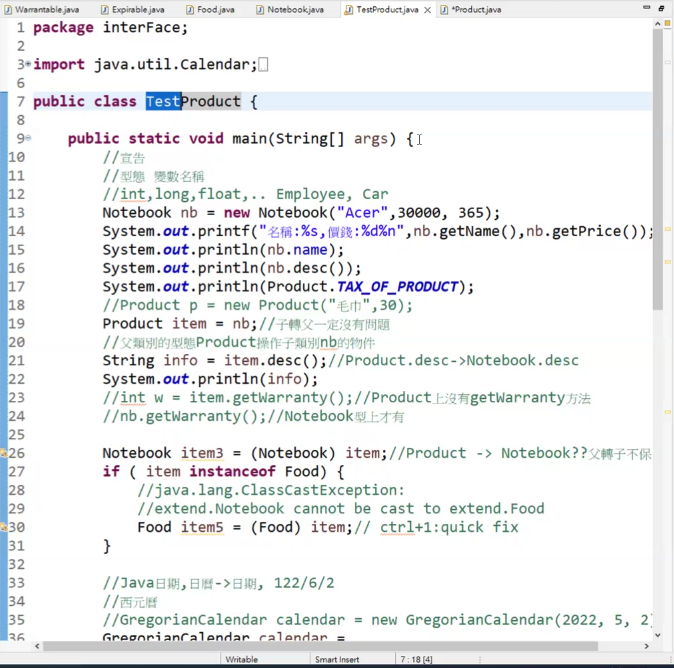 Warrantable.java Expirable.java Food.java Notebook.java TestProduct.java *Product.java
1 package interFace;
2
3 import java.util.Calendar;
6
7 public class TestProduct {
8
9 public static void main(String[] args) {
10 //宣告
11 //型態 變數名稱
12 //int,long,float,.. Employee, Car
13 Notebook nb = new Notebook("Acer",30000, 365);
14 System.out.printf("名稱:%s,價錢:%d%n",nb.getName(),nb.getPrice());
15 System.out.println(nb.name);
16 System.out.println(nb.desc());
17 System.out.println(Product.TAX_OF_PRODUCT);
18 //Product p = new Product("毛巾",30);
19 Product item = nb;//子轉父一定沒有問題
20 //父類別的型態Product操作子類別nb的物件
21 String info = item.desc();//Product.desc->Notebook.desc
22 System.out.println(info);
23 //int w = item.getWarranty();//Product上沒有getWarranty方法
24 //nb.getWarranty();//Notebook型上才有
25
26 Notebook item3 = (Notebook) item;//Product -> Notebook??父轉子不保
27 if ( item instanceof Food) {
28 //java.lang.ClassCastException:
29 //extend.Notebook cannot be cast to extend.Food
30 Food item5 = (Food) item;// ctrl+1:quick fix
31 }
32
33 //Java日期,日曆->日期, 122/6/2
34 //西元曆
35 //GregorianCalendar calendar = new GregorianCalendar(2022, 5, 2)
36 GregorianCalendar calendar =
Writable Smart Insert 7 : 18 [4]